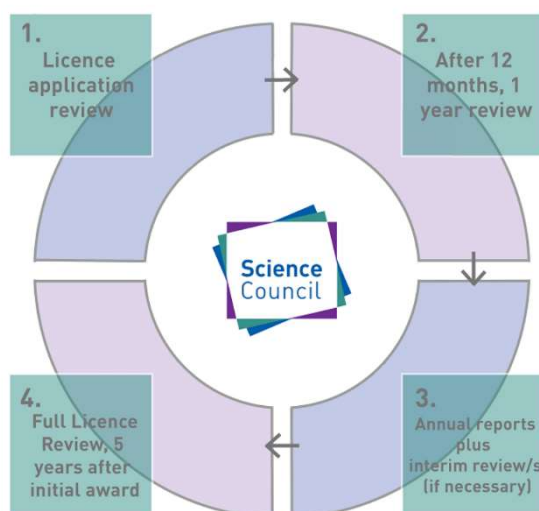 1.
Licence
application
review
2.
After 12
months, 1
year review
Science
Council
4.
Full Licence
Review, 5
years after
initial award
3.
Annual reports
plus
interim review/s
(if necessary)